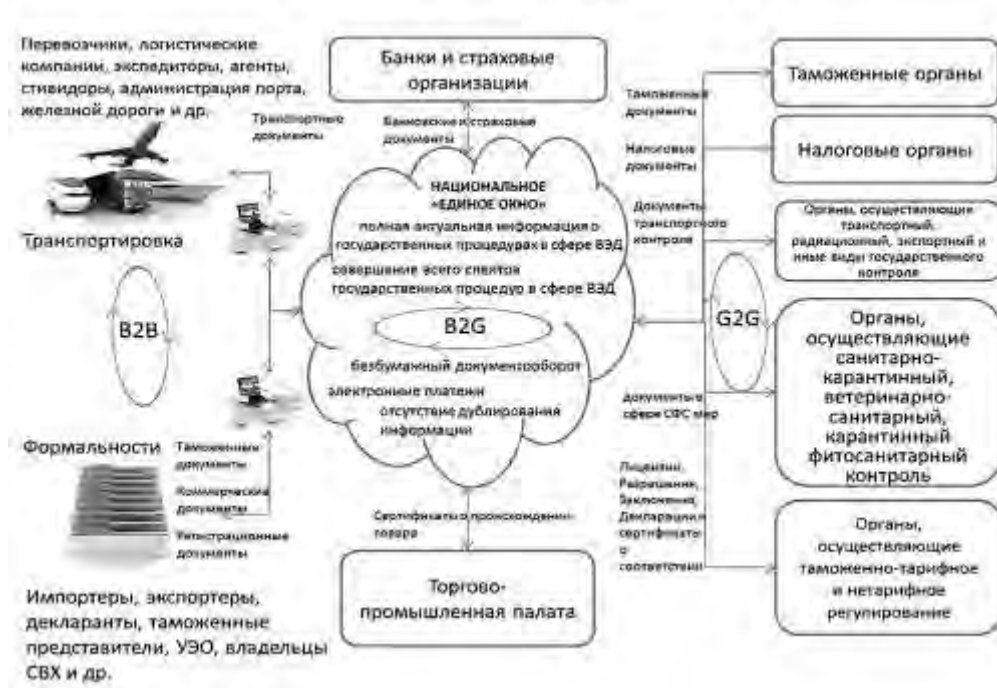 Перевозчики, логистические
компании, экспедиторы, агенты,
стивидоры, администрация порта,
железной дороги и др.
Транспортные
документы
Транспортировка
B2B
Формальности
Таможенные
документы
Коммерческие
документы
Регистрационные
документы
Импортеры, экспортеры,
декларанты, таможенные
представители, УЭО, владельцы
СВХ и др.
Банки и страховые
организации
Банковские и страховые
документы
НАЦИОНАЛЬНОЕ
«ЕДИНОЕ ОКНО»
полная актуальная информация о
государственных процедурах в сфере ВЭД
совершение всего спектра
государственных процедур в сфере ВЭД
B2G
безбумажный документооборот
электронные платежи
отсутствие дублирования
информации
Сертификаты о происхождении
товара
Торгово-
промышленная палата
Таможенные
документы
Налоговые
документы
Документы
транспортного
контроля
G2G
документы в
сфере СФС мер
Лицензии,
Разрешения,
Заключения,
Декларации и
сертификаты
о
соответствии
Таможенные органы
Налоговые органы
Органы, осуществляющие
транспортный,
радиационный, экспортный и
иные виды государственного
контроля
Органы,
осуществляющие
санитарно-
карантинный,
ветеринарно-
санитарный,
карантинный
фитосанитарный
контроль
Органы,
осуществляющие
таможенно-тарифное
и нетарифное
регулирование